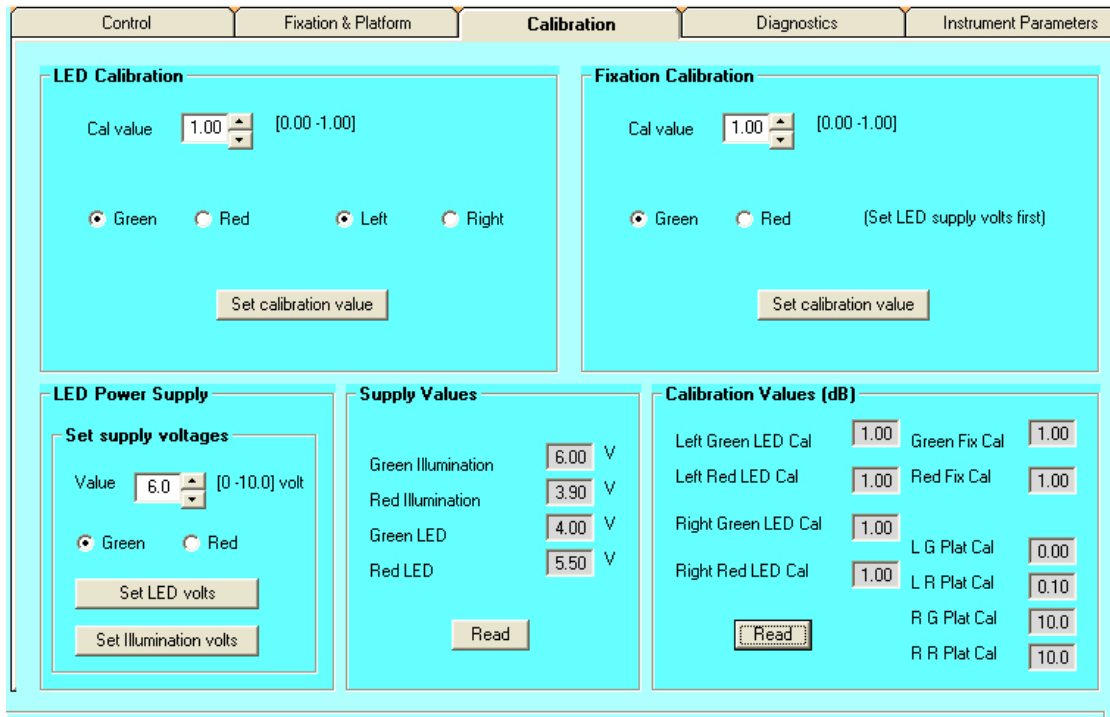 Control Fixation & Platform Calibration Diagnostics Instrument Parameters
LED Calibration
Cal value 1.00 [0.00 -1.00]
Green Red Left Right
Set calibration value
Fixation Calibration
Cal value 1.00 [0.00 -1.00]
Green Red (Set LED supply volts first)
Set calibration value
LED Power Supply
Set supply voltages
Value 6.0 [0 -10.0] volt
Green Red
Set LED volts
Set Illumination volts
Supply Values
Green Illumination 6.00 V
Red Illumination 3.90 V
Green LED 4.00 V
Red LED 5.50 V
Read
Calibration Values (dB)
Left Green LED Cal 1.00
Left Red LED Cal 1.00
Right Green LED Cal 1.00
Right Red LED Cal 1.00
Read
Green Fix Cal 1.00
Red Fix Cal 1.00
L G Plat Cal 0.00
L R Plat Cal 0.10
R G Plat Cal 10.0
R R Plat Cal 10.0